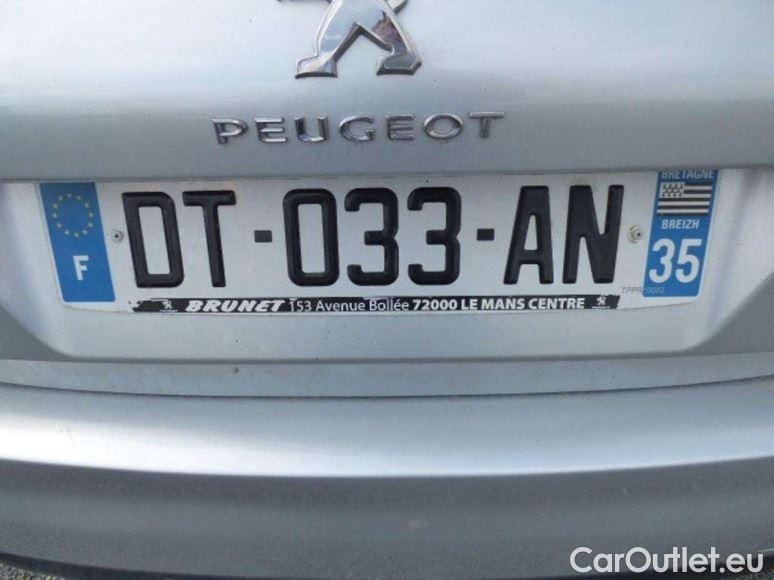 PEUGEOT
F DT-033-AN BRETAGNE
BREIZH
35
BRUNET 153 Avenue Bollée 72000 LE MANS CENTRE
CarOutlet.eu